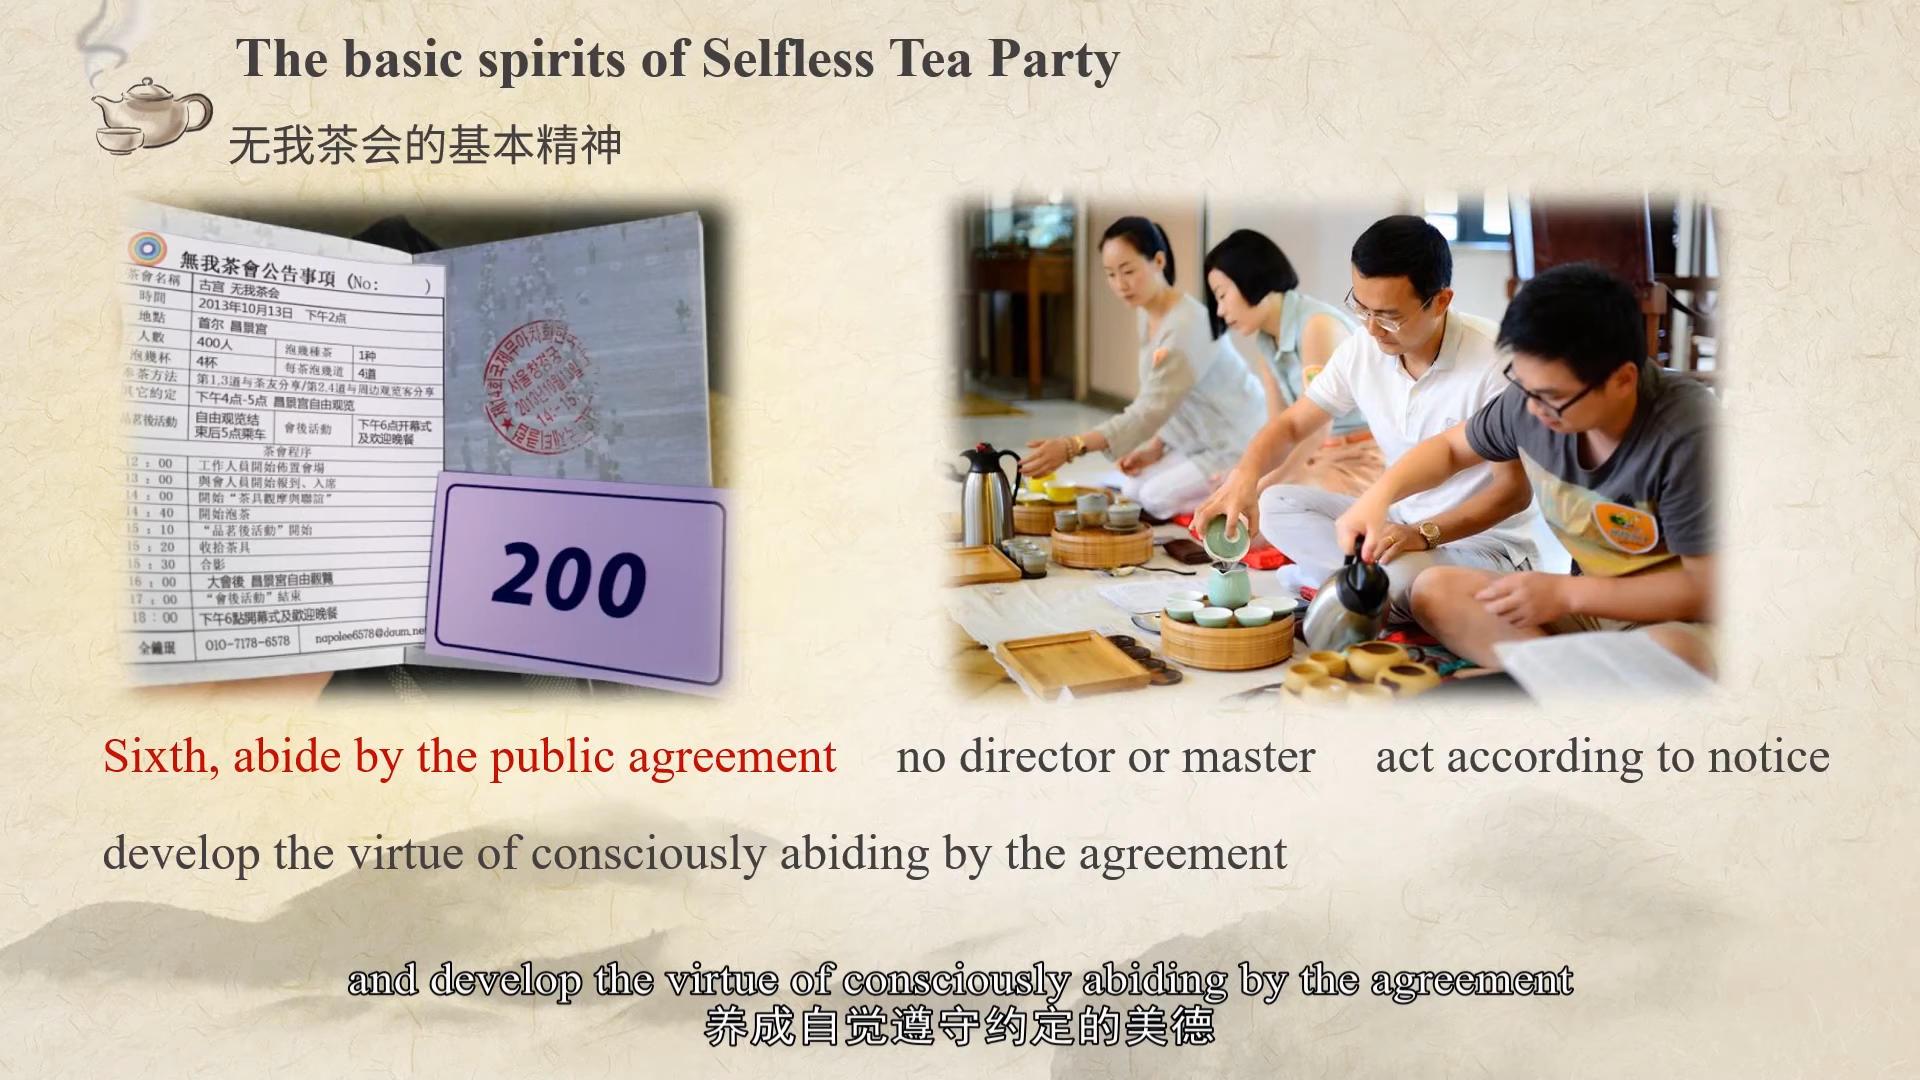 The basic spirits of Selfless Tea Party
无我茶会的基本精神
無我茶會公告事項 (No: )
茶會名稱 古宫 无我茶会
時間 2013年10月13日 下午2点
地點 首尔 昌景宫
人數 400人 泡幾種茶 1种
泡幾杯 4杯 每茶泡幾道 4道
奉茶方法 第1,3道与茶友分享/第2,4道与周边观览客分享
其它約定 下午4点-5点 昌景宫自由观览
品茗後活動 自由观览结束后5点乘车 會後活動 下午6点开幕式及欢迎晚餐
茶會程序
12:00 工作人員開始佈置會場
13:00 與會人員開始報到、入席
14:00 開始“茶具觀摩與聯誼”
14:40 開始泡茶
15:10 “品茗後活動”開始
15:20 收拾茶具
15:30 合影
16:00 大會後 昌景宮自由觀覽
17:00 “會後活動”結束
18:00 下午6點開幕式及歡迎晚餐
010-7178-6578 napolee6578@daum.net
서울창경궁
200
Sixth, abide by the public agreement no director or master act according to notice
develop the virtue of consciously abiding by the agreement
and develop the virtue of consciously abiding by the agreement
养成自觉遵守约定的美德